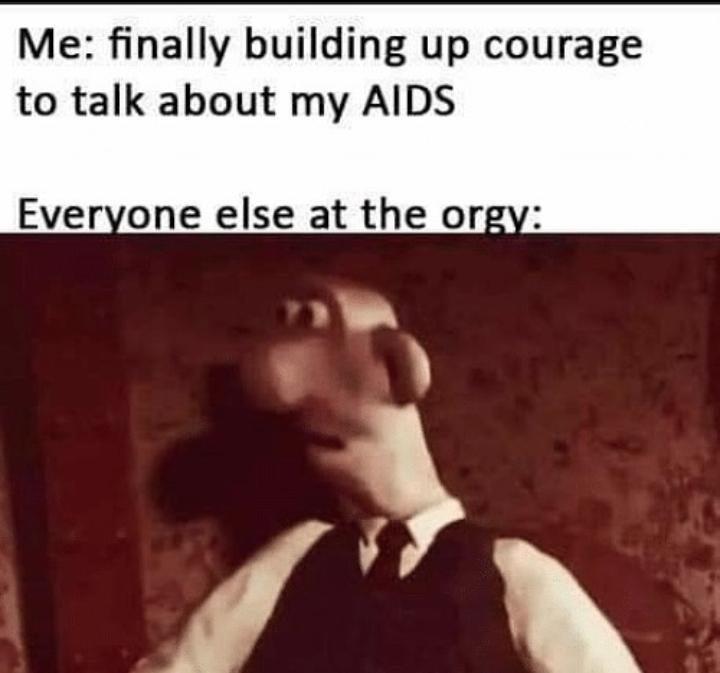 Me: finally building up courage
to talk about my AIDS
Everyone else at the orgy: